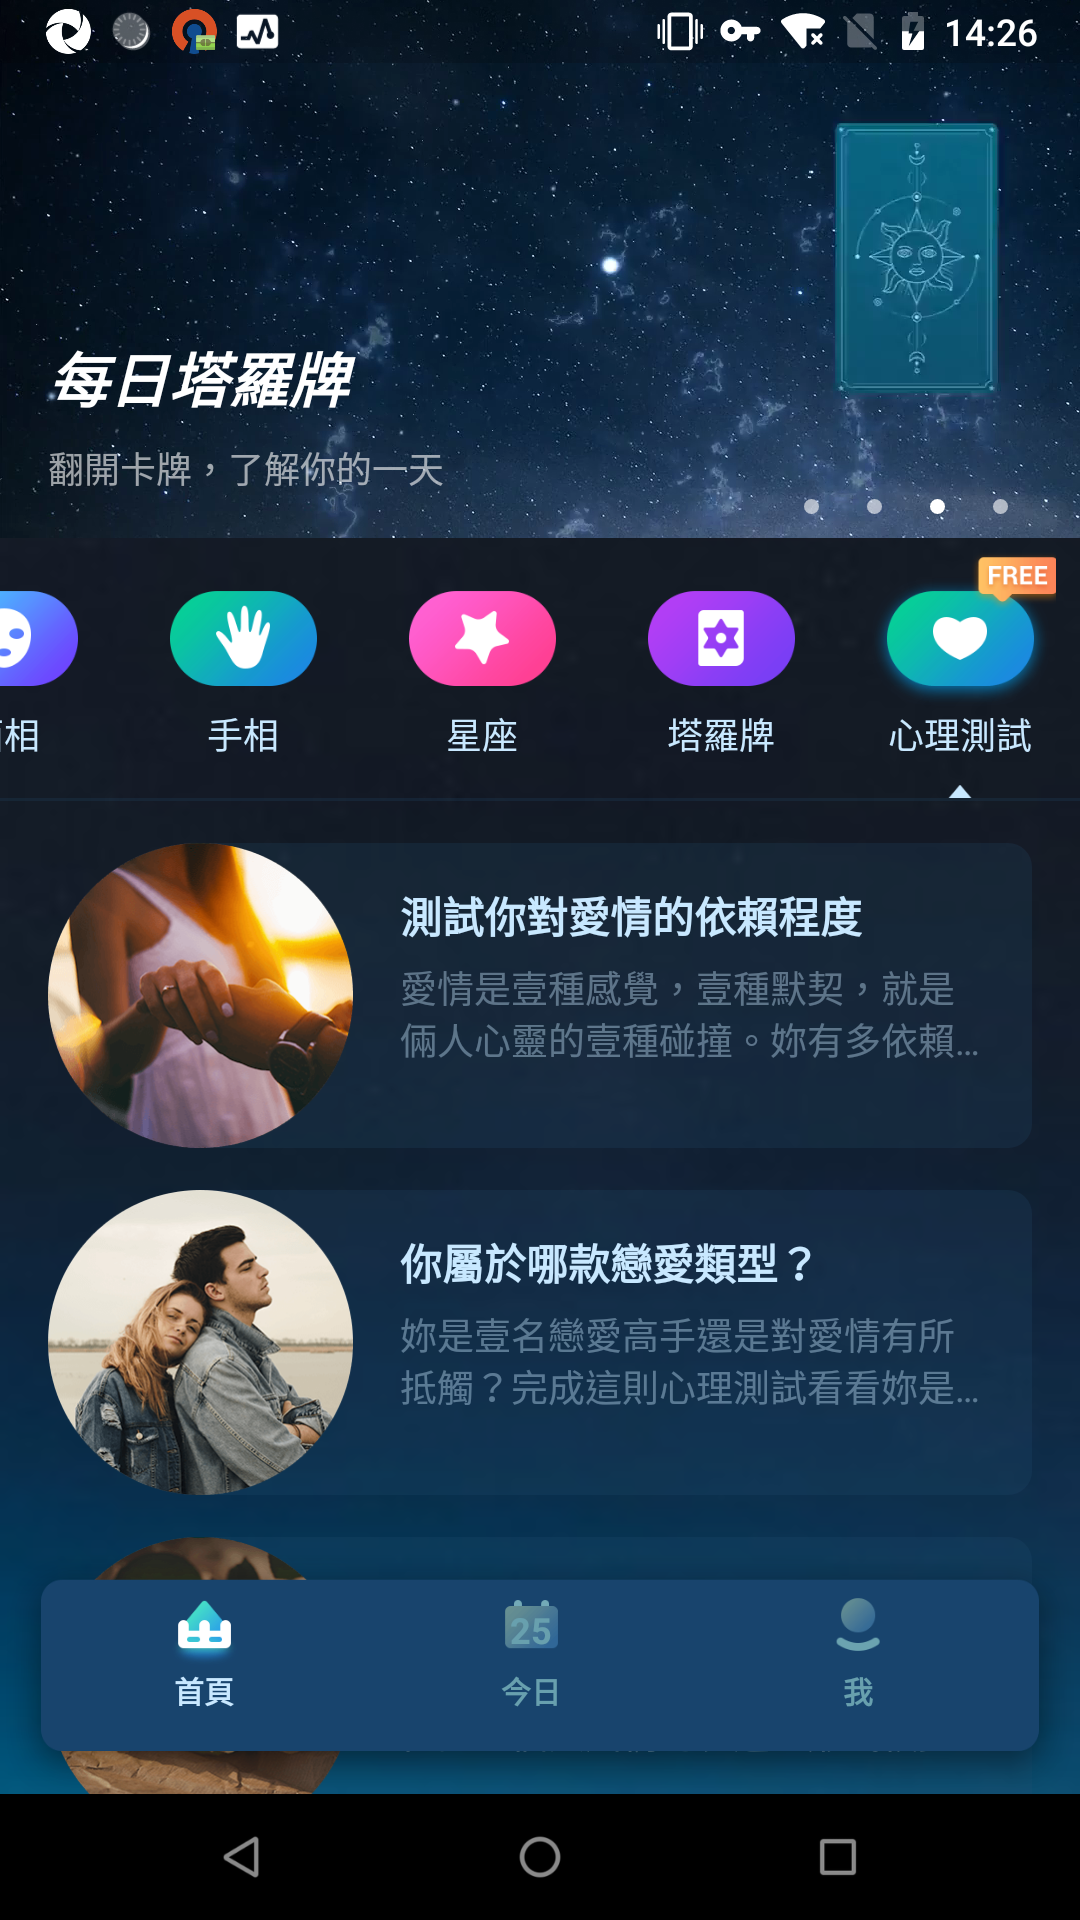 14:26
每日塔羅牌
翻開卡牌，了解你的一天
FREE
相
手相
星座
塔羅牌
心理測試
測試你對愛情的依賴程度
愛情是壹種感覺，壹種默契，就是
倆人心靈的壹種碰撞。妳有多依賴...
你屬於哪款戀愛類型？
妳是壹名戀愛高手還是對愛情有所
抵觸？完成這則心理測試看看妳是...
25
首頁
今日
我